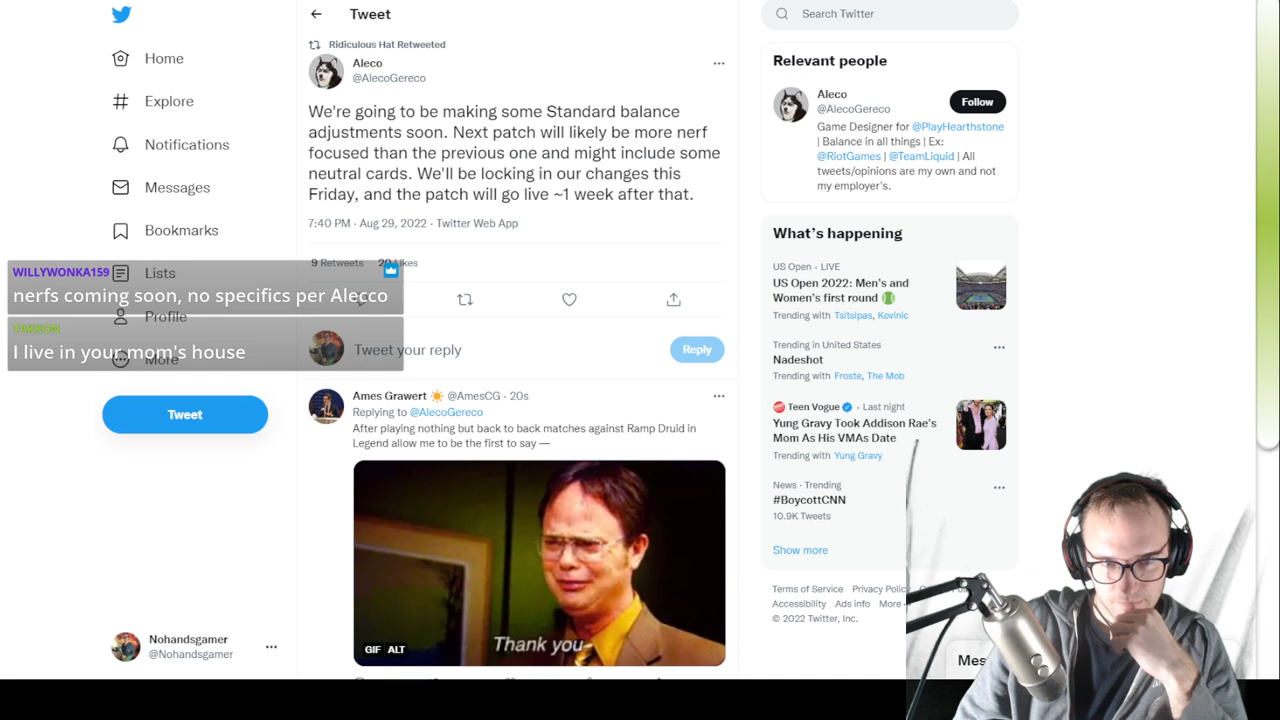 Tweet
Search Twitter
Home
Explore
Notifications
Messages
Bookmarks
Lists
Profile
More
Tweet
WILLYWONKA159
nerfs coming soon, no specifics per Aleco
TAKKON
I live in your mom's house
Nohandsgamer
@Nohandsgamer
Ridiculous Hat Retweeted
Aleco
@AlecoGereco
We're going to be making some Standard balance
adjustments soon. Next patch will likely be more nerf
focused than the previous one and might include some
neutral cards. We'll be locking in our changes this
Friday, and the patch will go live ~1 week after that.
7:40 PM · Aug 29, 2022 · Twitter Web App
9 Retweets 20 Likes
Tweet your reply
Reply
Ames Grawert @AmesCG · 20s
Replying to @AlecoGereco
After playing nothing but back to back matches against Ramp Druid in
Legend allow me to be the first to say —
Thank you
GIF ALT
Relevant people
Aleco
@AlecoGereco
Follow
Game Designer for @PlayHearthstone
| Balance in all things | Ex:
@RiotGames | @TeamLiquid | All
tweets/opinions are my own and not
my employer's.
What's happening
US Open · LIVE
US Open 2022: Men's and
Women's first round
Trending with Tsitsipas, Kovinic
Trending in United States
Nadeshot
Trending with Froste, The Mob
Teen Vogue · Last night
Yung Gravy Took Addison Rae's
Mom As His VMAs Date
Trending with Yung Gravy
News · Trending
#BoycottCNN
10.9K Tweets
Show more
Terms of Service Privacy Polic
Accessibility Ads info More
© 2022 Twitter, Inc.
Mes